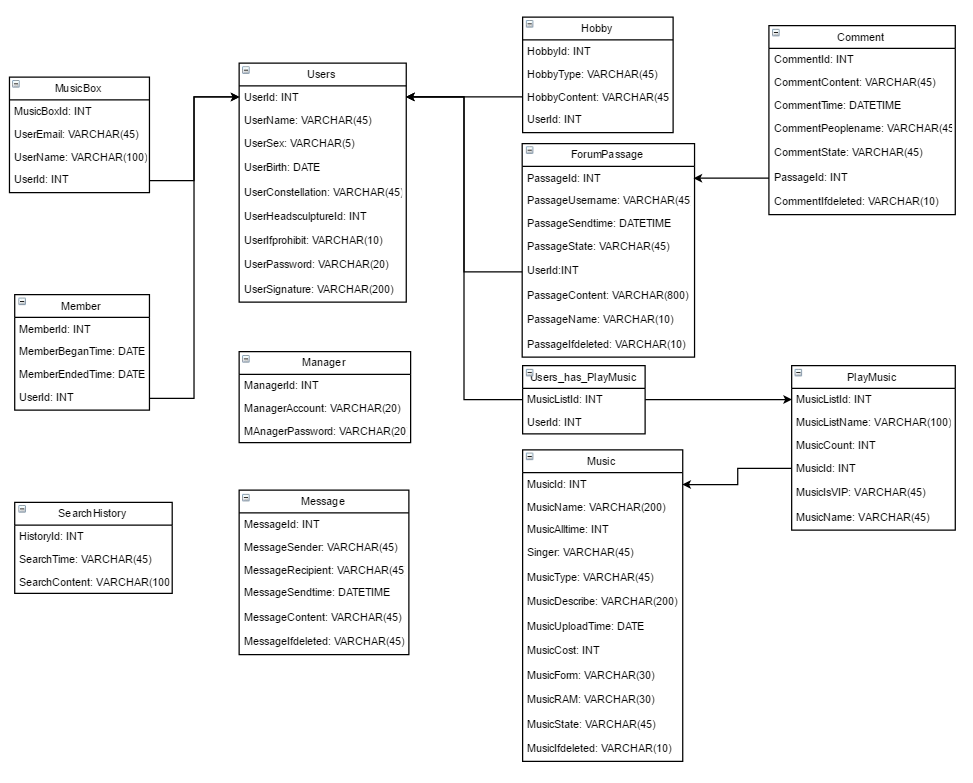 MusicBox
MusicBoxId: INT
UserEmail: VARCHAR(45)
UserName: VARCHAR(100)
UserId: INT
Member
MemberId: INT
MemberBeganTime: DATE
MemberEndedTime: DATE
UserId: INT
SearchHistory
HistoryId: INT
SearchTime: VARCHAR(45)
SearchContent: VARCHAR(100
Users
UserId: INT
UserName: VARCHAR(45)
UserSex: VARCHAR(5)
UserBirth: DATE
UserConstellation: VARCHAR(45)
UserHeadsculptureId: INT
UserIfprohibit: VARCHAR(10)
UserPassword: VARCHAR(20)
UserSignature: VARCHAR(200)
Manager
ManagerId: INT
ManagerAccount: VARCHAR(20)
MAnagerPassword: VARCHAR(20
Message
MessageId: INT
MessageSender: VARCHAR(45)
MessageRecipient: VARCHAR(45
MessageSendtime: DATETIME
MessageContent: VARCHAR(45)
MessageIfdeleted: VARCHAR(45)
Hobby
HobbyId: INT
HobbyType: VARCHAR(45)
HobbyContent: VARCHAR(45
UserId: INT
ForumPassage
PassageId: INT
PassageUsername: VARCHAR(45
PassageSendtime: DATETIME
PassageState: VARCHAR(45)
UserId:INT
PassageContent: VARCHAR(800)
PassageName: VARCHAR(10)
PassageIfdeleted: VARCHAR(10)
Users_has_PlayMusic
MusicListId: INT
UserId: INT
Music
MusicId: INT
MusicName: VARCHAR(200)
MusicAlltime: INT
Singer: VARCHAR(45)
MusicType: VARCHAR(45)
MusicDescribe: VARCHAR(200)
MusicUploadTime: DATE
MusicCost: INT
MusicForm: VARCHAR(30)
MusicRAM: VARCHAR(30)
MusicState: VARCHAR(45)
MusicIfdeleted: VARCHAR(10)
Comment
CommentId: INT
CommentContent: VARCHAR(45)
CommentTime: DATETIME
CommentPeoplename: VARCHAR(45
CommentState: VARCHAR(45)
PassageId: INT
CommentIfdeleted: VARCHAR(10)
PlayMusic
MusicListId: INT
MusicListName: VARCHAR(100)
MusicCount: INT
MusicId: INT
MusicIsVIP: VARCHAR(45)
MusicName: VARCHAR(45)